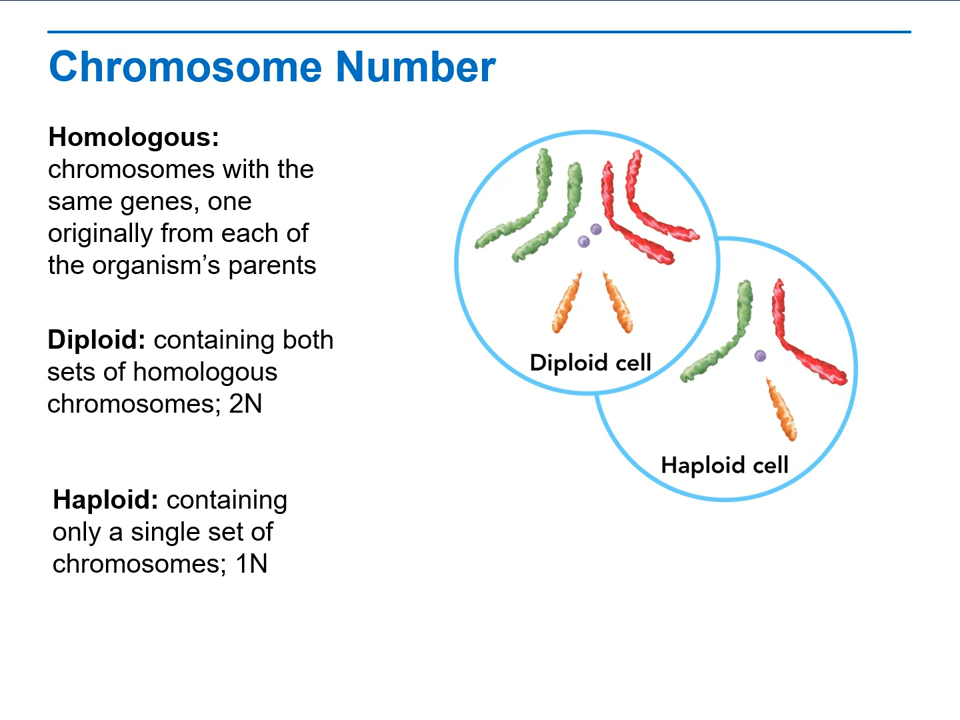 Chromosome Number
Homologous:
chromosomes with the
same genes, one
originally from each of
the organism’s parents
Diploid: containing both
sets of homologous
chromosomes; 2N
Haploid: containing
only a single set of
chromosomes; 1N
Diploid cell
Haploid cell